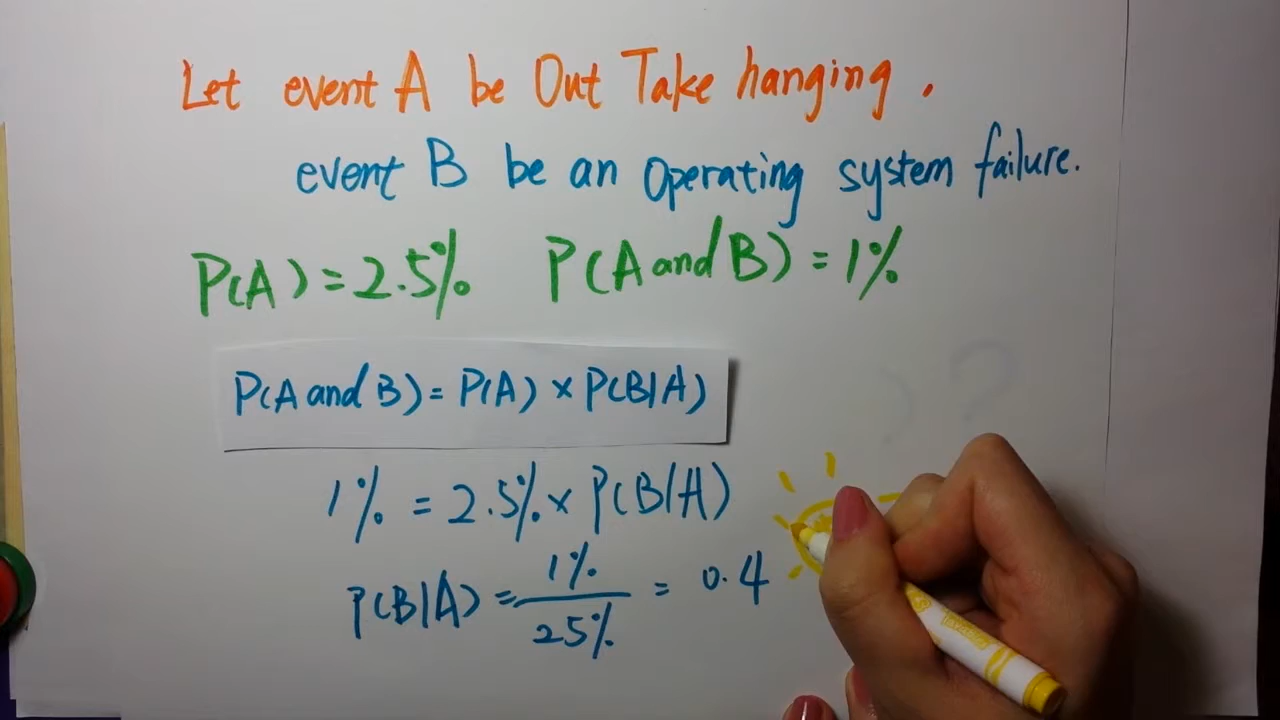 Let event A be Out Take hanging.
event B be an Operating system failure.
P(A) = 2.5% P(A and B) = 1%
P(A and B) = P(A) × P(B|A)
1% = 2.5% × P(B|A)
P(B|A) = 1% / 25% = 0.4